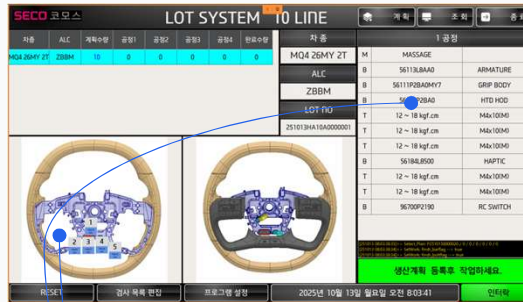 SECO 코모스
LOT SYSTEM 10 LINE
계 획
조 회
종
차종 ALC 계획수량 공정1 공정2 공정3 공정4 완료수량
MQ4 26MY 2T ZBBM 10 0 0 0 0 0
차 종
MQ4 26MY 2T
ALC
ZBBM
LOT no
251013HA10A0000001
1 공정
M MASSAGE
B 56113L8AA0 ARMATURE
B 56111P2BA0MY7 GRIP BODY
B P2BA0 HTD HOD
T 12 ~ 18 kgf.cm M4x10(M)
T 12 ~ 18 kgf.cm M4x10(M)
B 56184L8500 HAPTIC
T 12 ~ 18 kgf.cm M4x10(M)
T 12 ~ 18 kgf.cm M4x10(M)
B 96700P2190 RC SWITCH
1
2 3 4 5
생산계획 등록후 작업하세요.
RESET
검사 목록 편집
프로그램 설정
2025년 10월 13일 월요일 오전 8:03:41
인터락